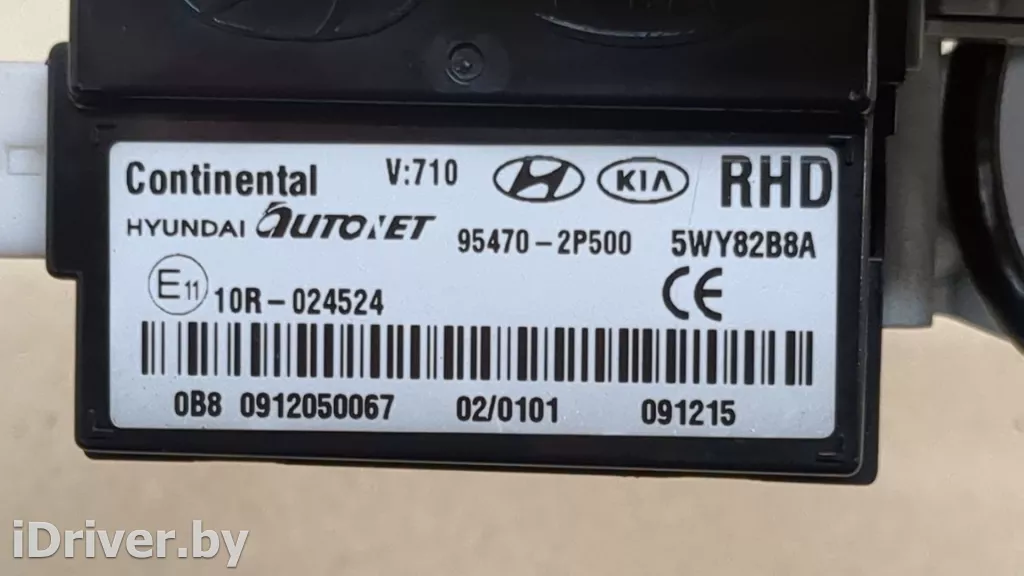 Continental V:710 KIA RHD
HYUNDAI AUTONET 95470-2P500 5WY82B8A
E11 10R-024524 CE
0B8 0912050067 02/0101 091215
iDriver.by